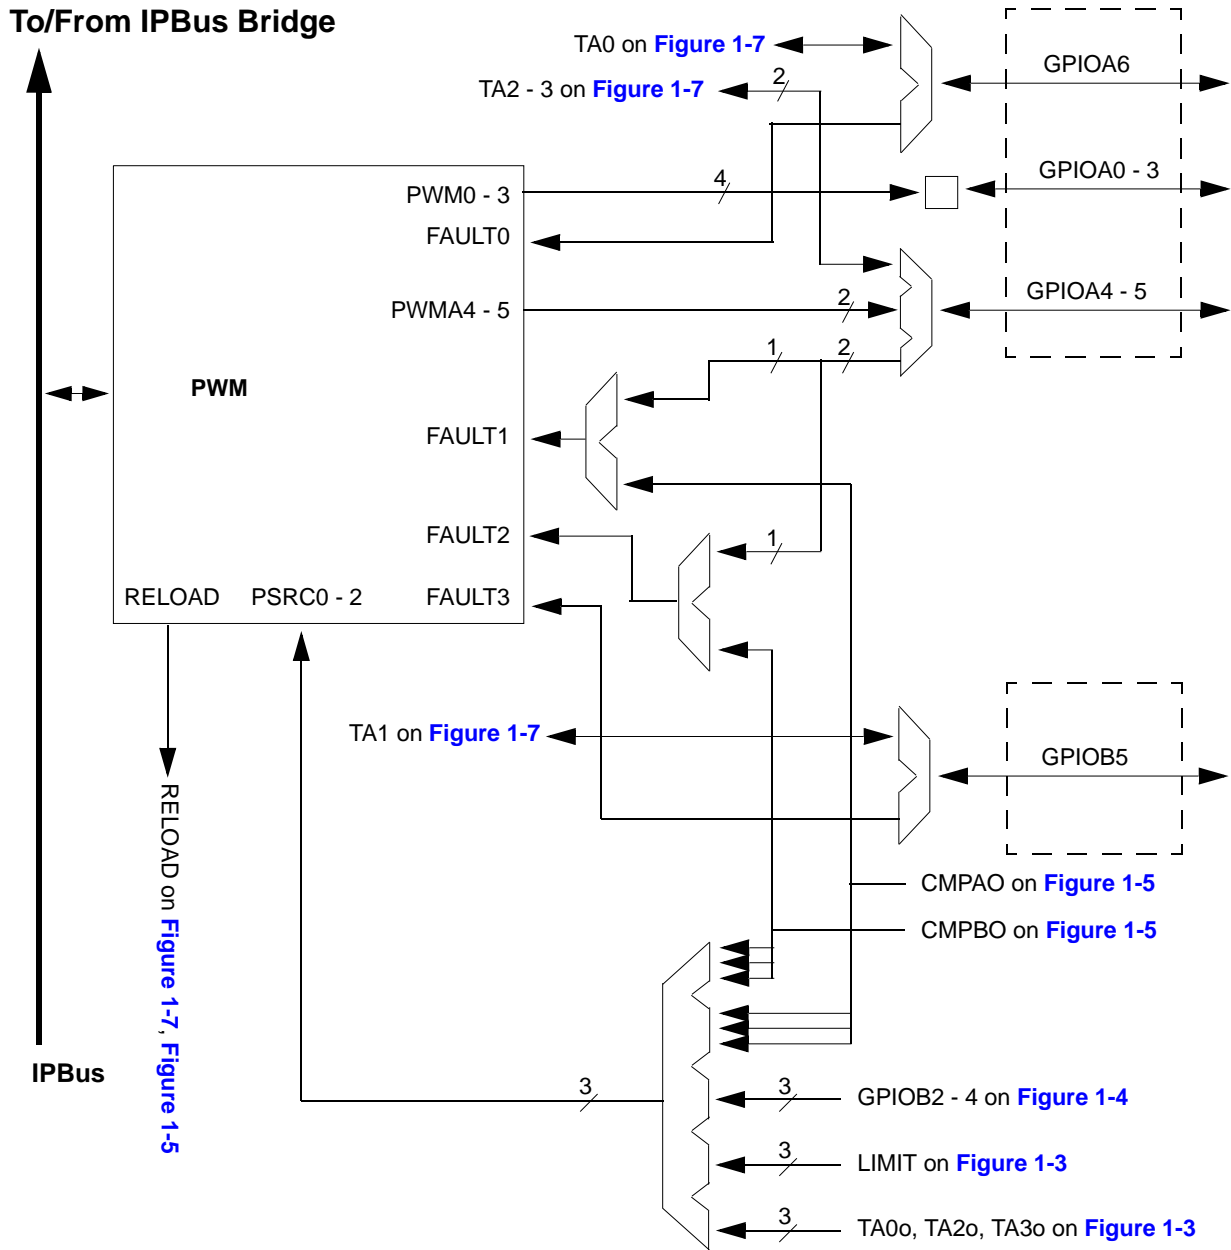 To/From IPBus Bridge
TA0 on Figure 1-7
GPIOA6
2
TA2 - 3 on Figure 1-7
4
PWM0 - 3
GPIOA0 - 3
FAULT0
2
PWMA4 - 5
GPIOA4 - 5
1
2
PWM
FAULT1
FAULT2
1
RELOAD
PSRC0 - 2
FAULT3
TA1 on Figure 1-7
GPIOB5
RELOAD on Figure 1-7, Figure 1-5
CMPAO on Figure 1-5
CMPBO on Figure 1-5
IPBus
3
3
GPIOB2 - 4 on Figure 1-4
3
LIMIT on Figure 1-3
3
TA0o, TA2o, TA3o on Figure 1-3